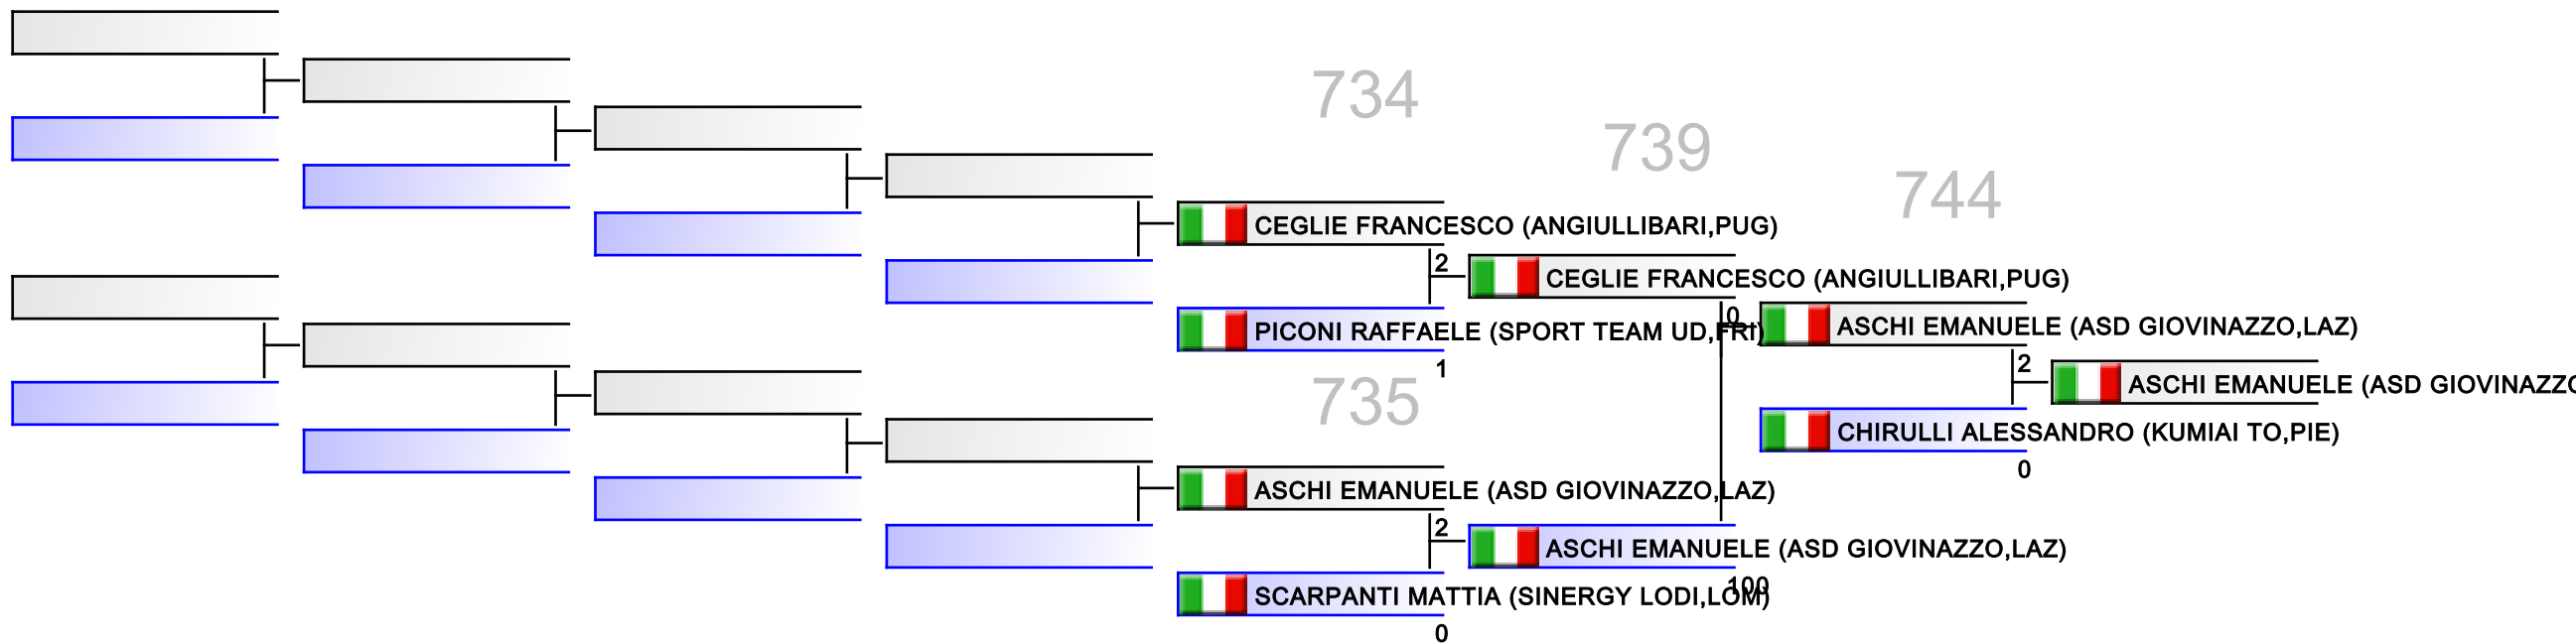 734
739
744
CEGLIE FRANCESCO (ANGIULLIBARI,PUG)
2
CEGLIE FRANCESCO (ANGIULLIBARI,PUG)
0
PICONI RAFFAELE (SPORT TEAM UD,FRI)
1
ASCHI EMANUELE (ASD GIOVINAZZO,LAZ)
2
ASCHI EMANUELE (ASD GIOVINAZZO
CHIRULLI ALESSANDRO (KUMIAI TO,PIE)
0
735
ASCHI EMANUELE (ASD GIOVINAZZO,LAZ)
2
ASCHI EMANUELE (ASD GIOVINAZZO,LAZ)
100
SCARPANTI MATTIA (SINERGY LODI,LOM)
0